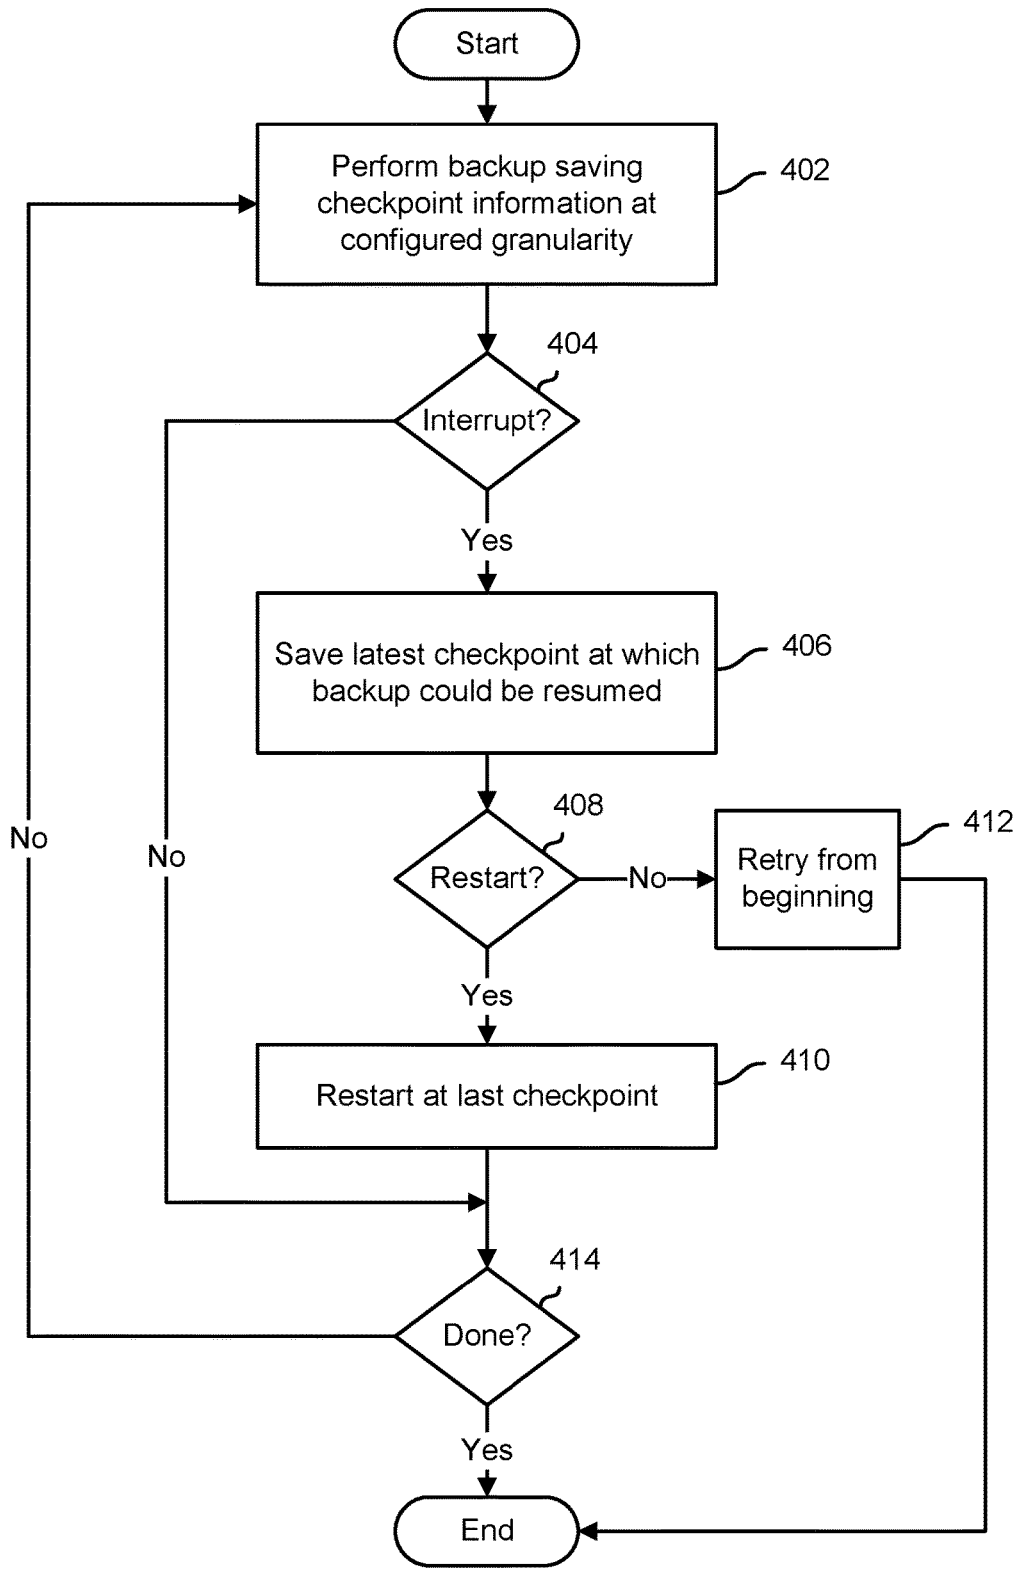 Start
Perform backup saving
checkpoint information at
configured granularity
402
404
Interrupt?
Yes
Save latest checkpoint at which
backup could be resumed
406
No
No
408
Restart?
No
Retry from
beginning
412
Yes
Restart at last checkpoint
410
414
Done?
Yes
End